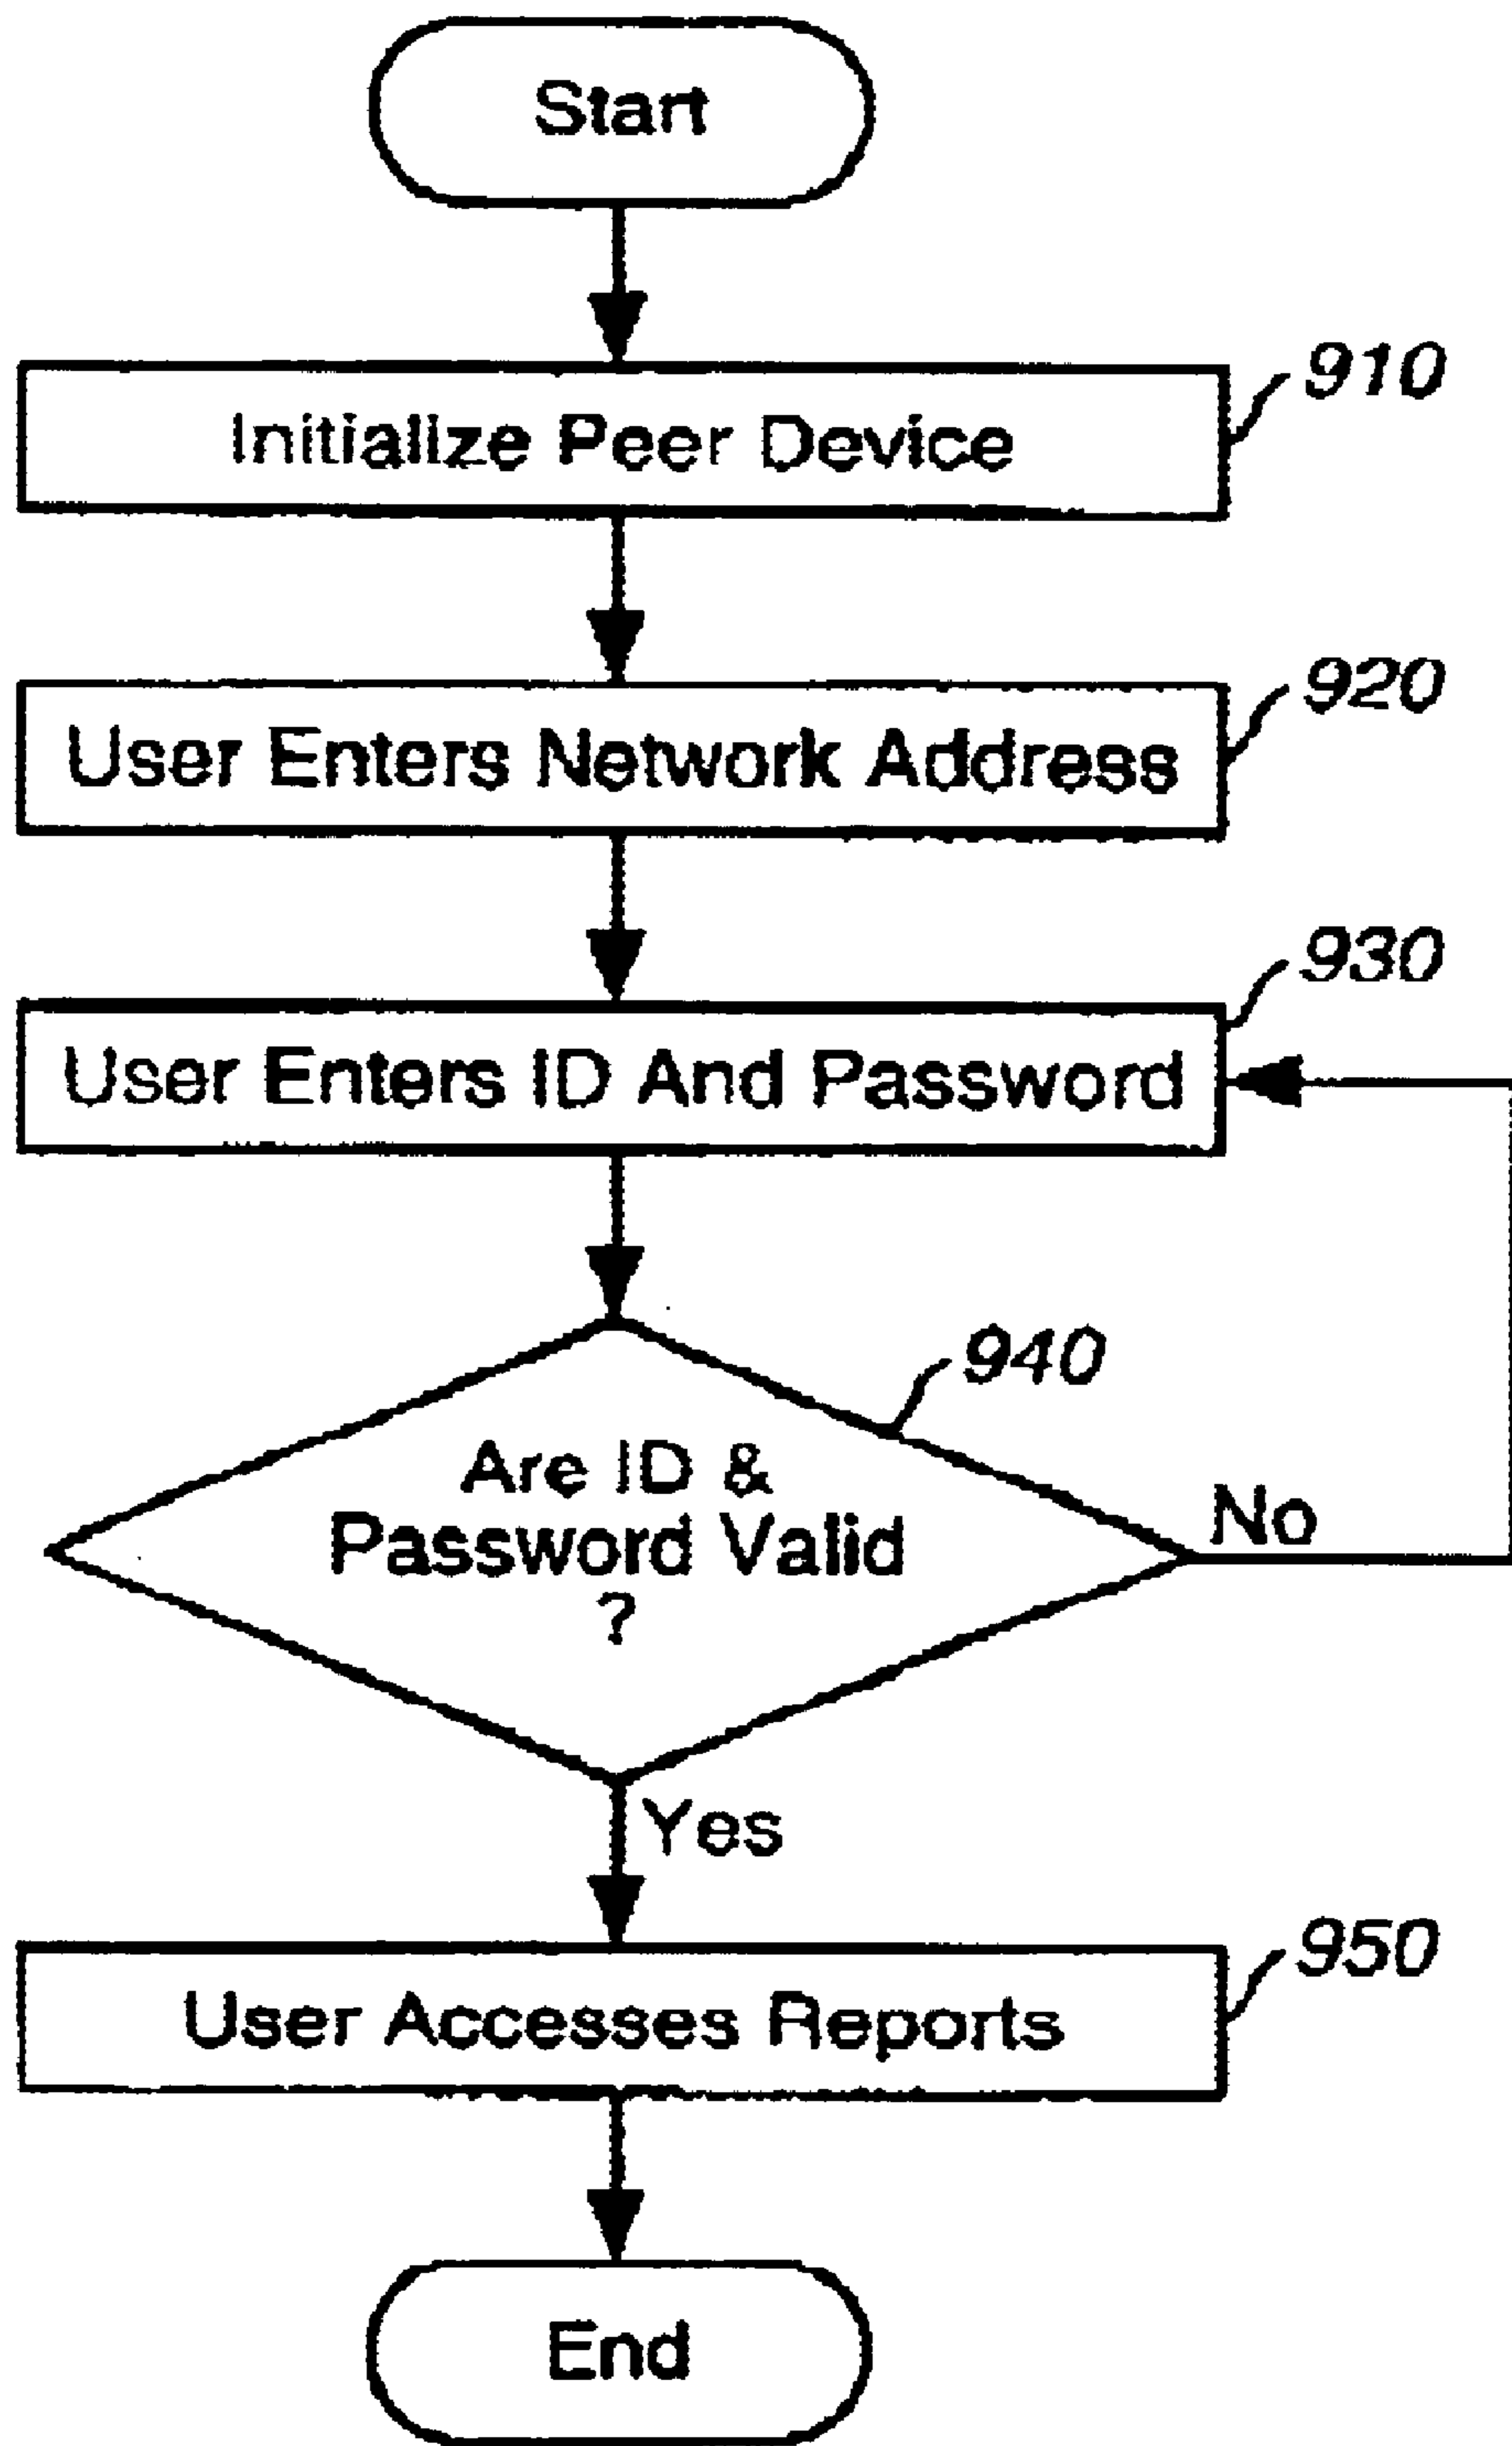 Start
910
Initialize Peer Device
920
User Enters Network Address
930
User Enters ID And Password
940
Are ID &
Password Valid
?
No
Yes
950
User Accesses Reports
End